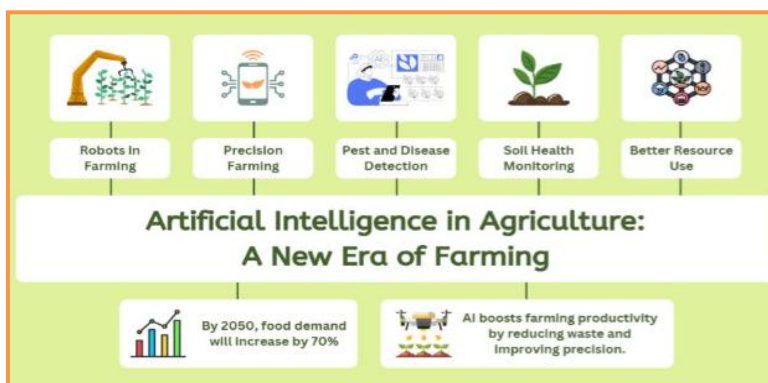 Robots in
Farming
Precision
Farming
Pest and Disease
Detection
Soil Health
Monitoring
Better Resource
Use
Artificial Intelligence in Agriculture:
A New Era of Farming
By 2050, food demand
will increase by 70%
AI boosts farming productivity
by reducing waste and
improving precision.